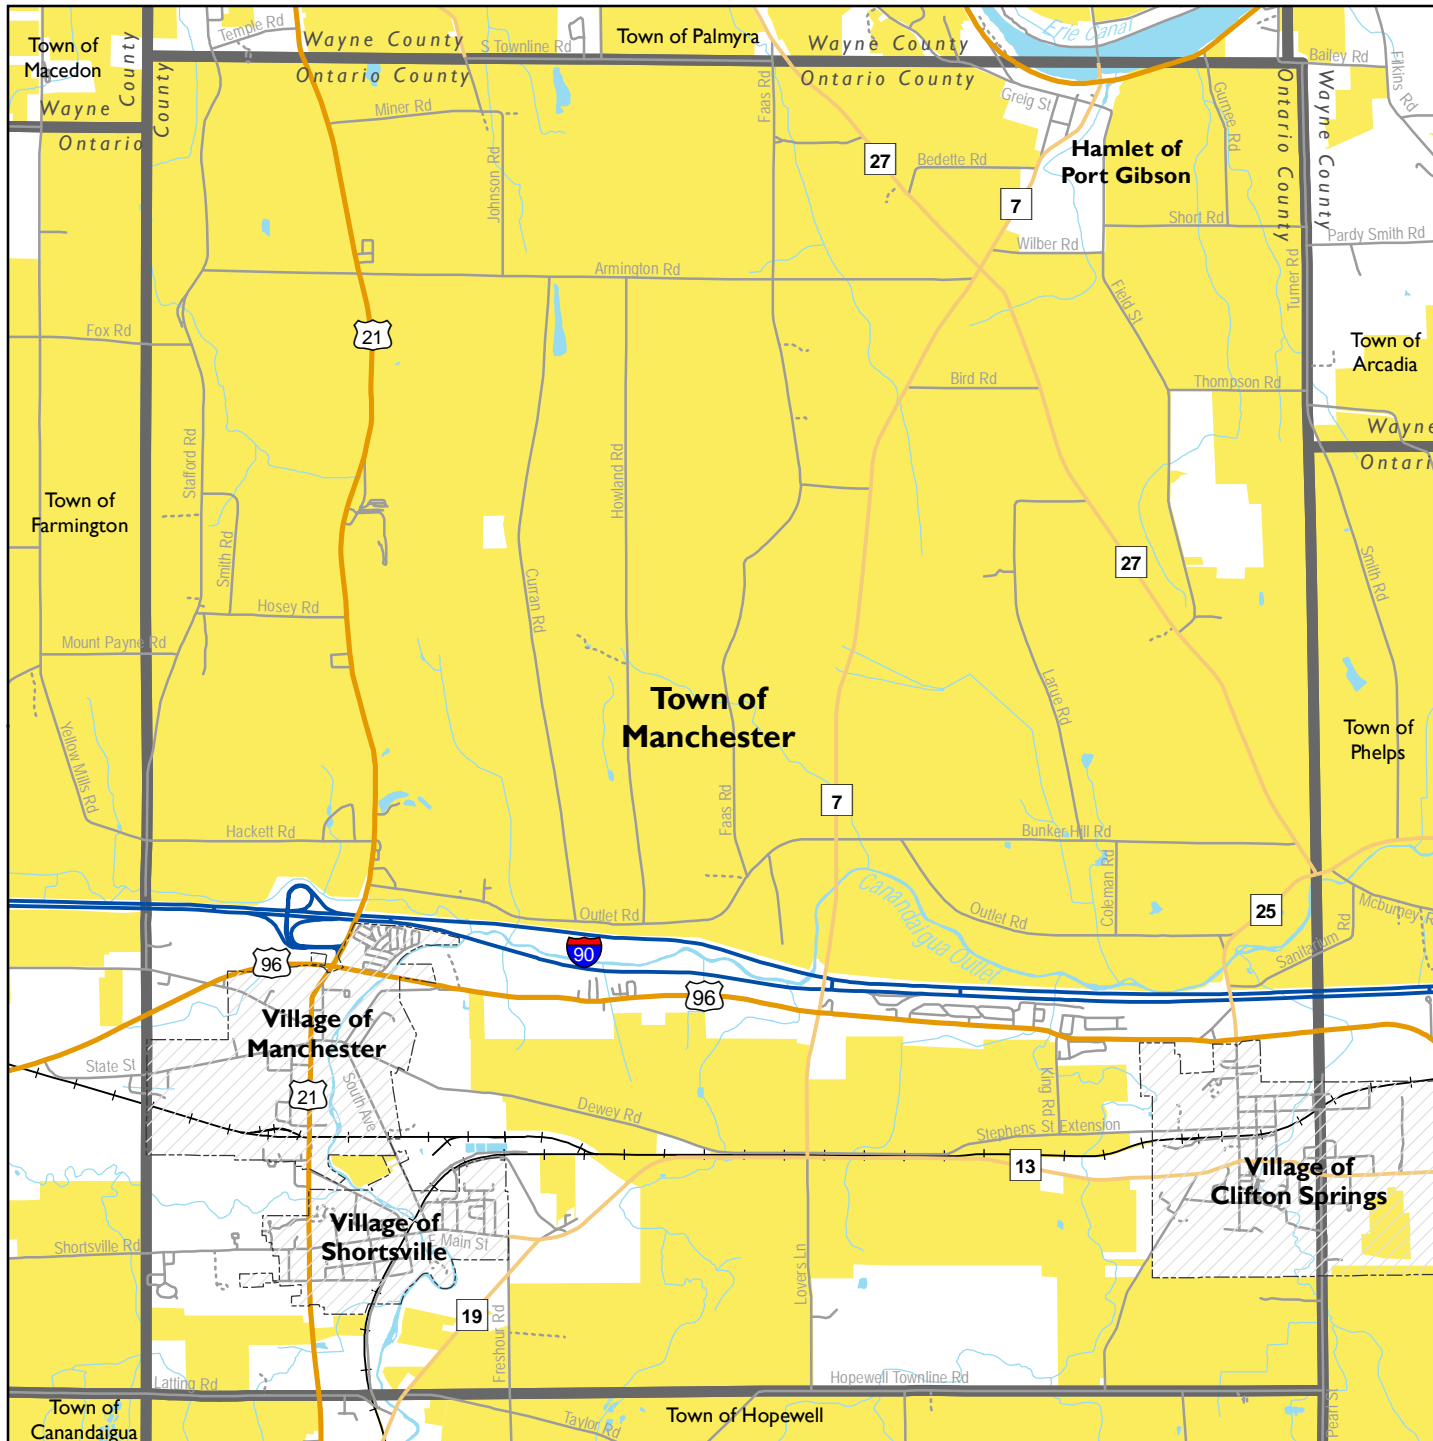 Temple Rd
Town of
Macedon
Wayne County
Wayne County
S Townline Rd
Town of Palmyra
Wayne County
Erie Canal
Bailey Rd
Ontario County
Ontario County
County
Wayne
Ontario
Miner Rd
Faas Rd
Greig St
Gurnee Rd
Ontario County
Wayne County
Johnson Rd
27
Bedette Rd
Hamlet of
Port Gibson
7
Short Rd
Pardy Smith Rd
Wilber Rd
Armington Rd
Field St
Turner Rd
Fox Rd
21
Town of
Arcadia
Bird Rd
Thompson Rd
Wayne
Stafford Rd
Howland Rd
Town of
Farmington
Smith Rd
27
Smith Rd
Curran Rd
Hosey Rd
Mount Payne Rd
Town of
Manchester
Larue Rd
Town of
Phelps
Yellow Mills Rd
Faas Rd
7
Hackett Rd
Bunker Hill Rd
Canandaigua Outlet
Coleman Rd
Outlet Rd
Outlet Rd
25
Mcburney R
Sanitarium Rd
90
96
96
Village of
Manchester
State St
South Ave
21
King Rd
Dewey Rd
Stephens St Extension
13
Village of
Clifton Springs
Village of
Shortsville
Shortsville Rd
E Main St
Lovers Ln
19
Freshour Rd
Latting Rd
Hopewell Townline Rd
Town of
Canandaigua
Taylor Rd
Town of Hopewell
Pearl St